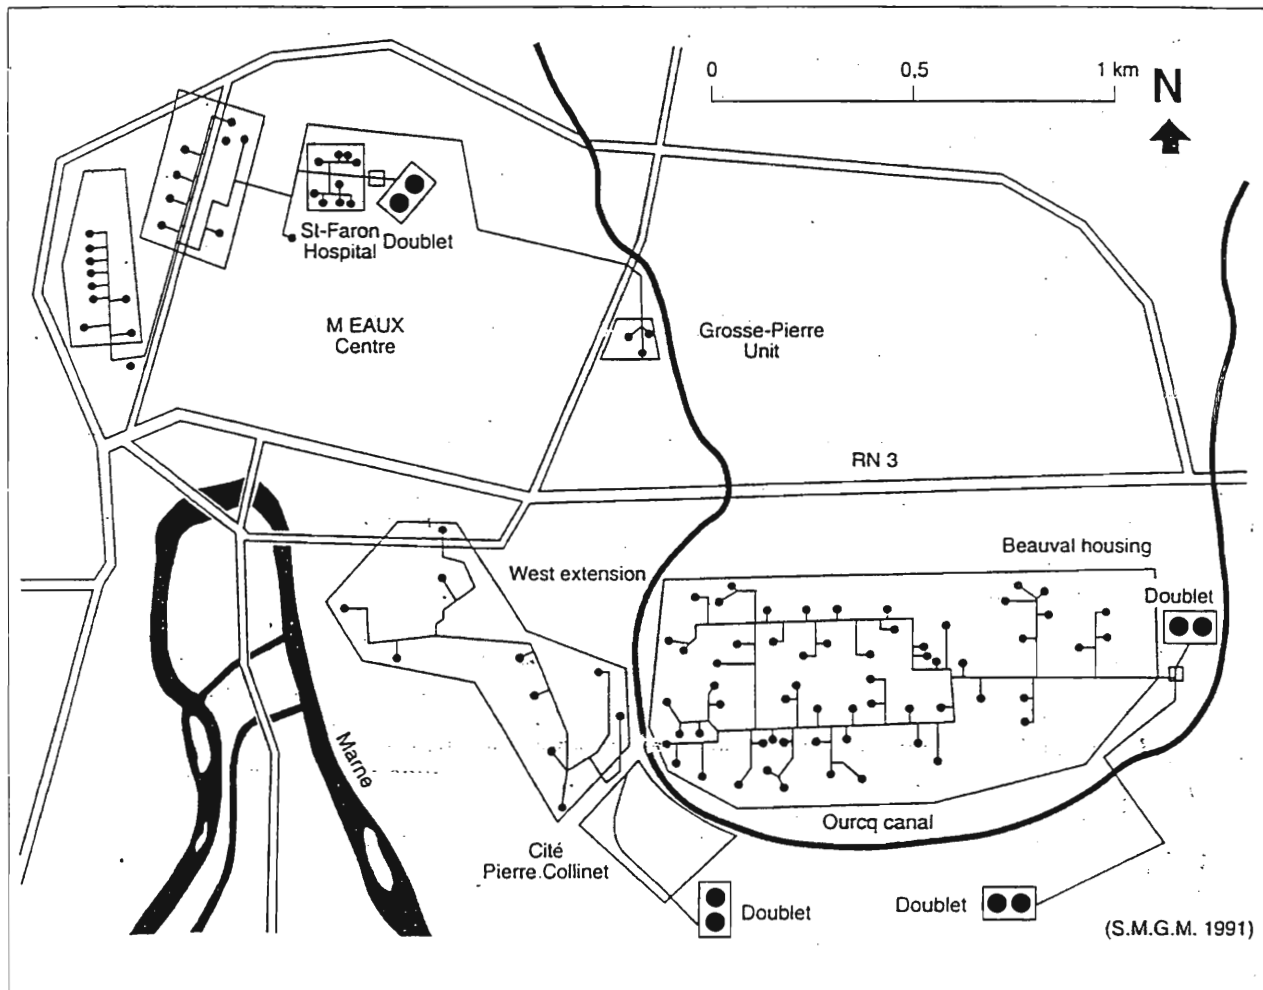 0 0,5 1 km
N
St-Faron
Hospital
Doublet
M EAUX
Centre
Grosse-Pierre
Unit
RN 3
West extension
Beauval housing
Doublet
Marne
Ourcq canal
Cité
Pierre.Collinet
Doublet
Doublet
(S.M.G.M. 1991)